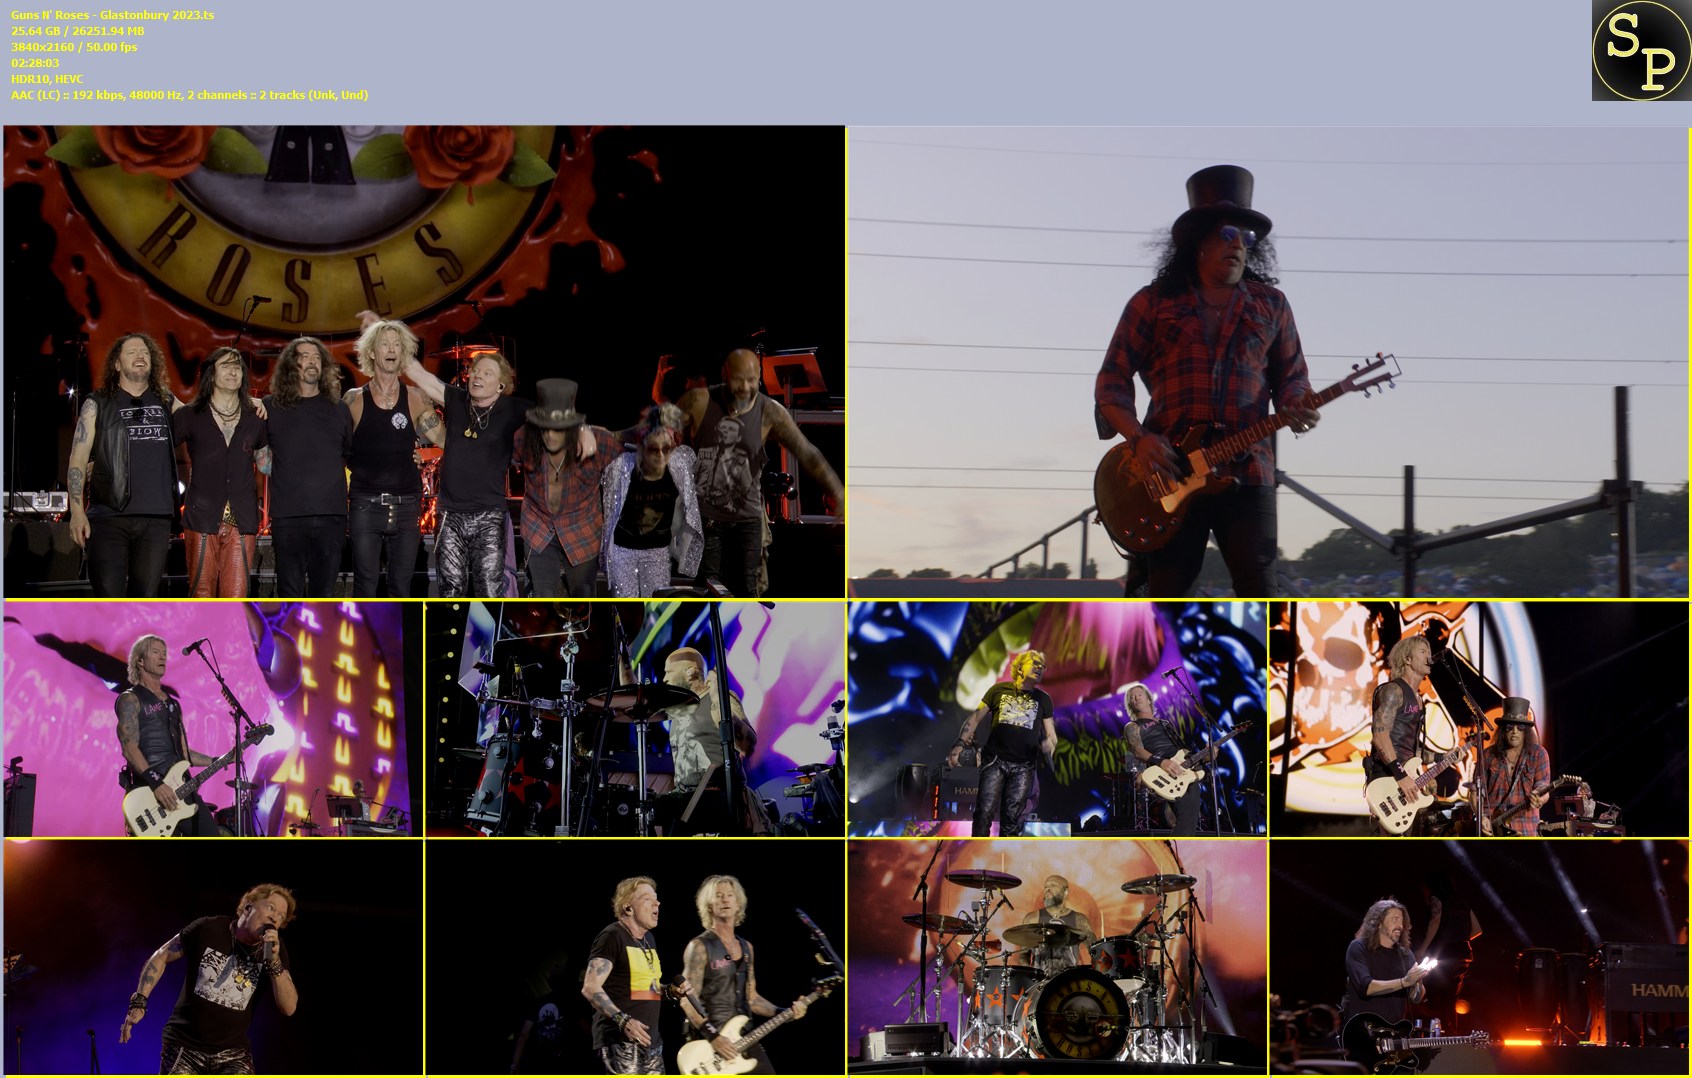 Guns N' Roses - Glastonbury 2023.ts
25.64 GB / 26251.94 MB
3840x2160 / 50.00 fps
02:28:03
HDR10, HEVC
AAC (LC) :: 192 kbps, 48000 Hz, 2 channels :: 2 tracks (Unk, Und)
SP
ROSES
HAMM
HAMM